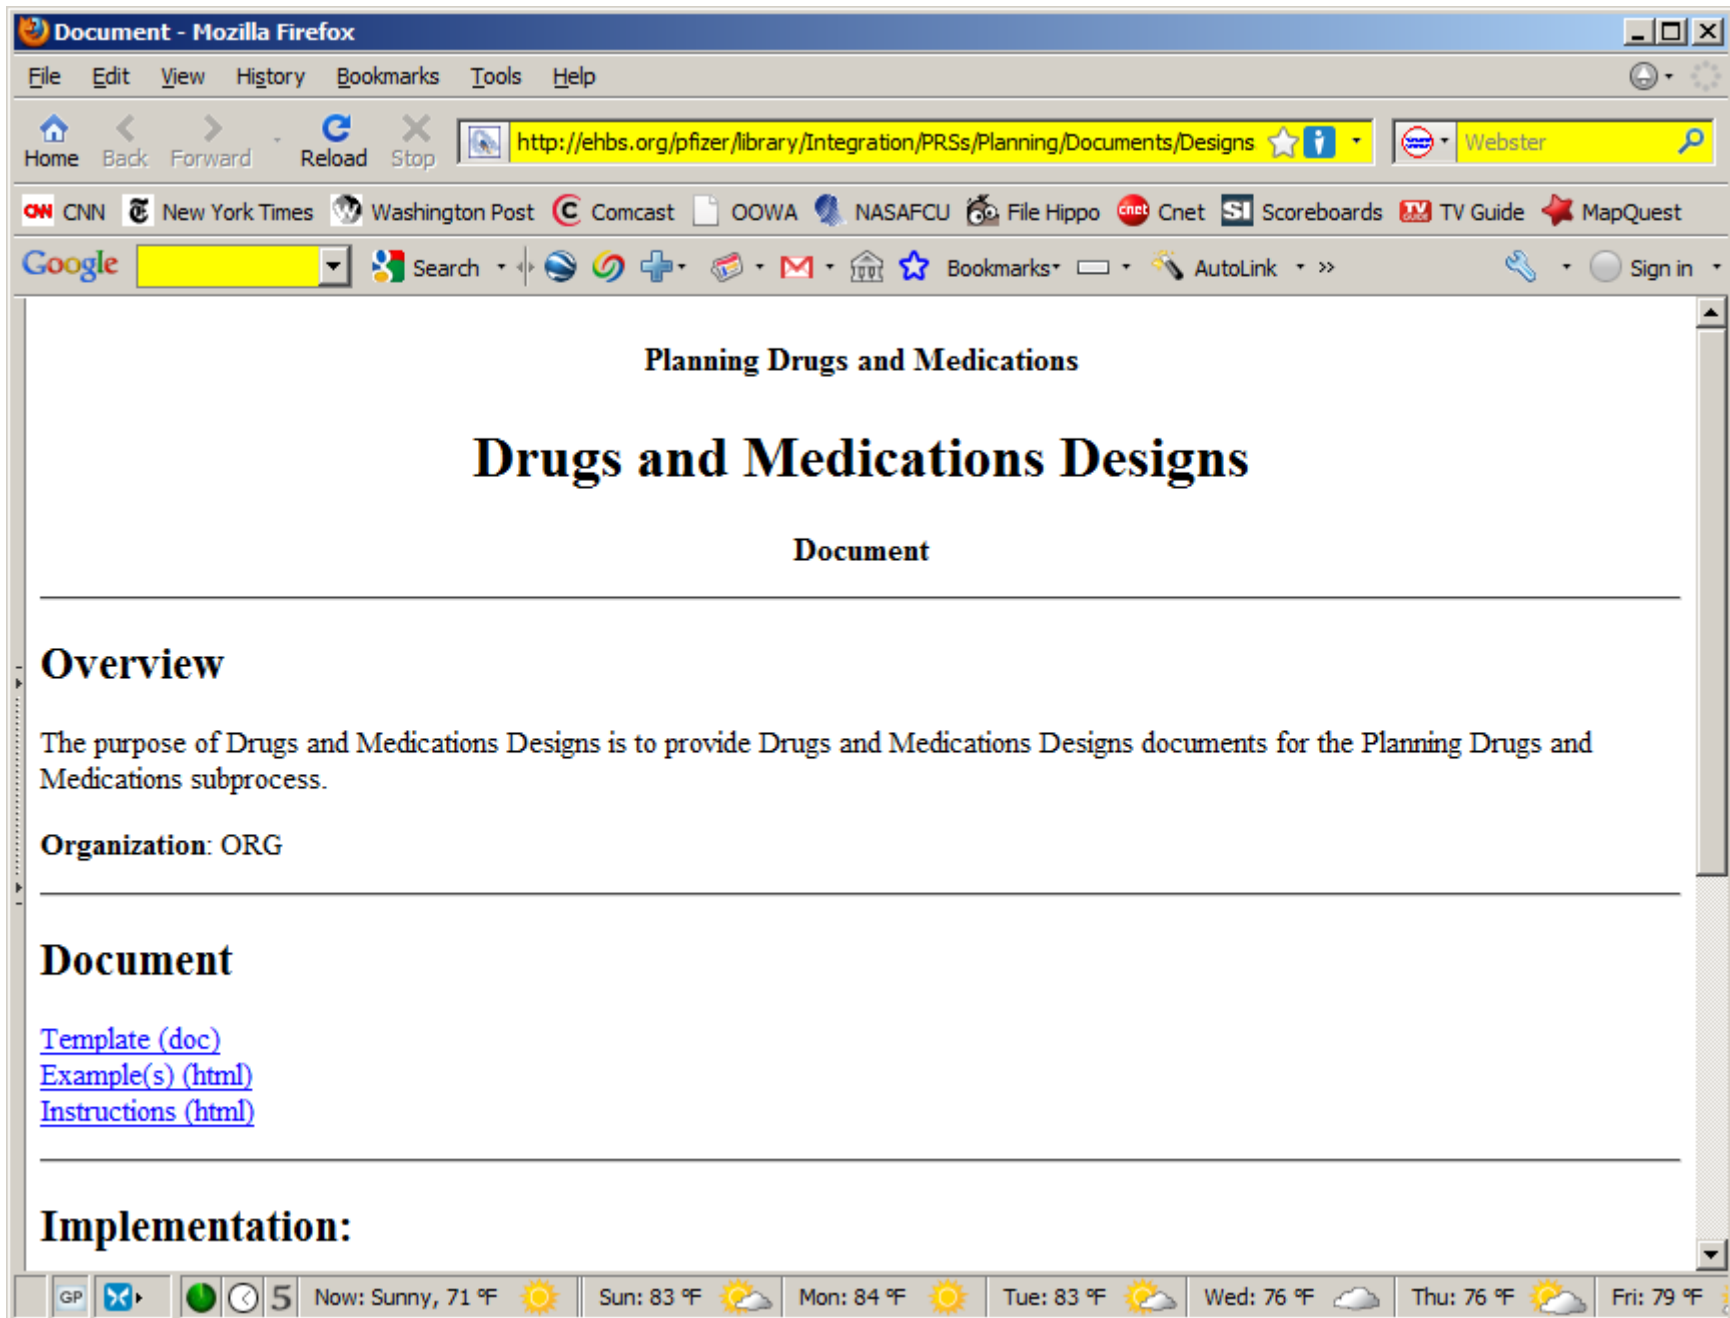 Document - Mozilla Firefox
File Edit View History Bookmarks Tools Help
Home Back Forward Reload Stop http://ehbs.org/pfizer/library/Integration/PRSs/Planning/Documents/Designs Webster
CNN CNN New York Times Washington Post Comcast OOWA NASAFCU File Hippo cnet Cnet SI Scoreboards TV GUIDE TV Guide MapQuest
Google Search Bookmarks AutoLink » Sign in
Planning Drugs and Medications
Drugs and Medications Designs
Document
Overview
The purpose of Drugs and Medications Designs is to provide Drugs and Medications Designs documents for the Planning Drugs and
Medications subprocess.
Organization: ORG
Document
Template (doc)
Example(s) (html)
Instructions (html)
Implementation:
GP 5 Now: Sunny, 71 °F Sun: 83 °F Mon: 84 °F Tue: 83 °F Wed: 76 °F Thu: 76 °F Fri: 79 °F